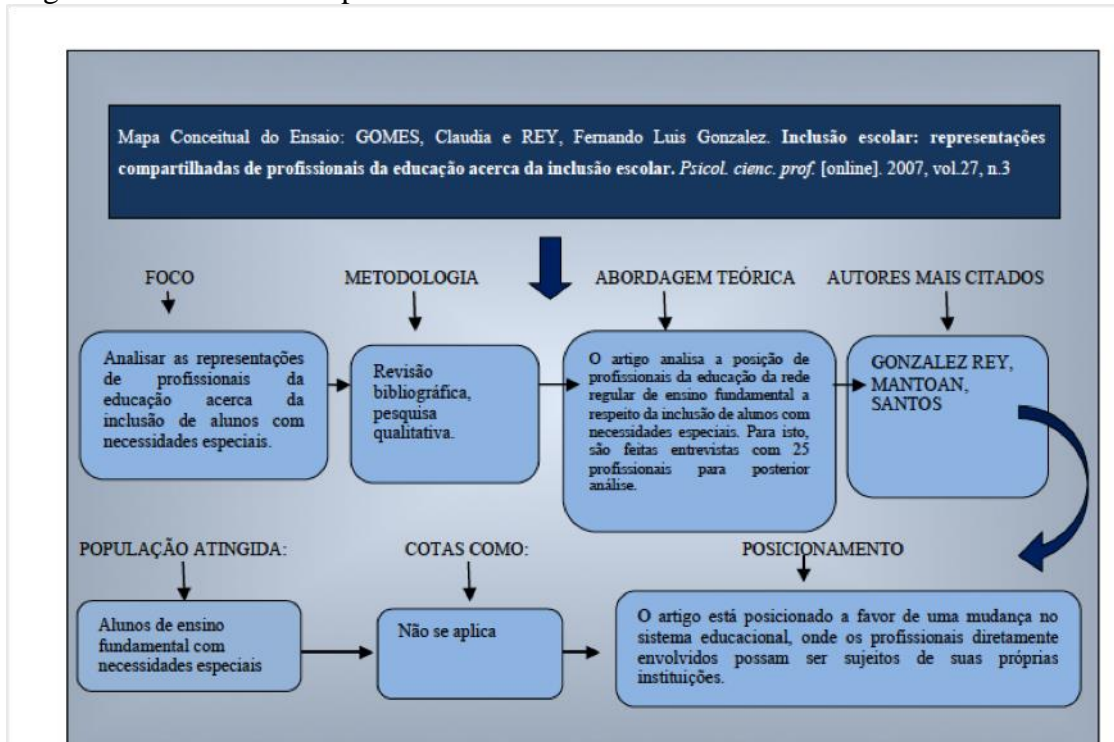 Mapa Conceitual do Ensaio: GOMES, Claudia e REY, Fernando Luis Gonzalez. Inclusão escolar: representações
compartilhadas de profissionais da educação acerca da inclusão escolar. Psicol. cienc. prof. [online]. 2007, vol.27, n.3
FOCO
METODOLOGIA
ABORDAGEM TEÓRICA
AUTORES MAIS CITADOS
Analisar as representações
de profissionais da
educação acerca da
inclusão de alunos com
necessidades especiais.
Revisão
bibliográfica,
pesquisa
qualitativa.
O artigo analisa a posição de
profissionais da educação da rede
regular de ensino fundamental a
respeito da inclusão de alunos com
necessidades especiais. Para isto,
são feitas entrevistas com 25
profissionais para posterior
análise.
GONZALEZ REY,
MANTOAN,
SANTOS
POPULAÇÃO ATINGIDA:
COTAS COMO:
POSICIONAMENTO
Alunos de ensino
fundamental com
necessidades especiais
Não se aplica
O artigo está posicionado a favor de uma mudança no
sistema educacional, onde os profissionais diretamente
envolvidos possam ser sujeitos de suas próprias
instituições.